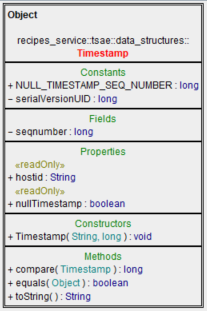 Object
recipes_service::tsae::data_structures::
Timestamp
Constants
+ NULL_TIMESTAMP_SEQ_NUMBER : long
− serialVersionUID : long
Fields
− seqnumber : long
Properties
«readOnly»
+ hostid : String
«readOnly»
+ nullTimestamp : boolean
Constructors
+ Timestamp( String, long ) : void
Methods
+ compare( Timestamp ) : long
+ equals( Object ) : boolean
+ toString( ) : String